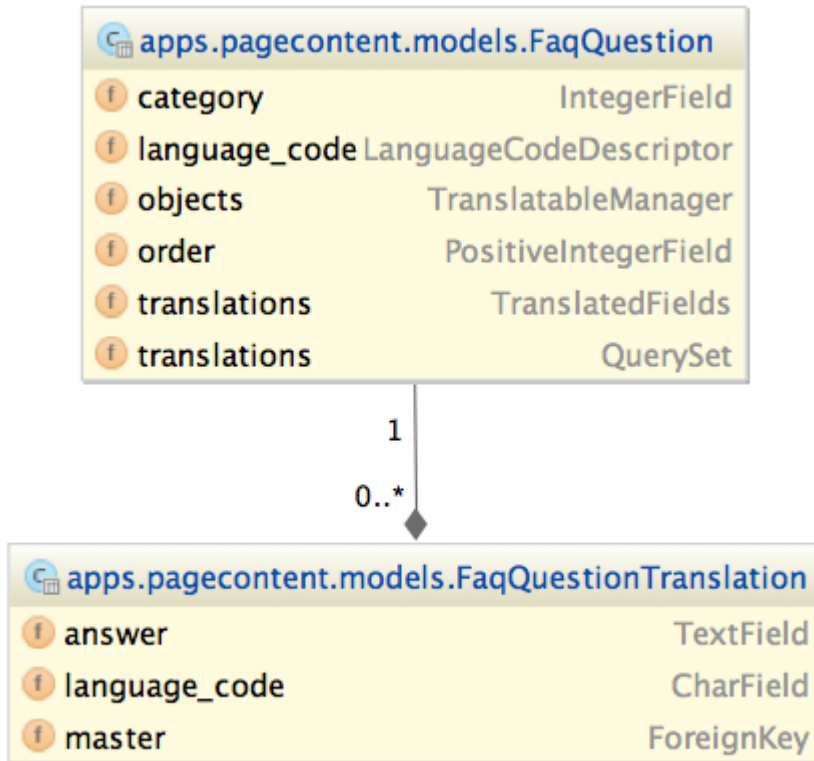 apps.pagecontent.models.FaqQuestion
f category IntegerField
f language_code LanguageCodeDescriptor
f objects TranslatableManager
f order PositiveIntegerField
f translations TranslatedFields
f translations QuerySet
1
0..*
apps.pagecontent.models.FaqQuestionTranslation
f answer TextField
f language_code CharField
f master ForeignKey